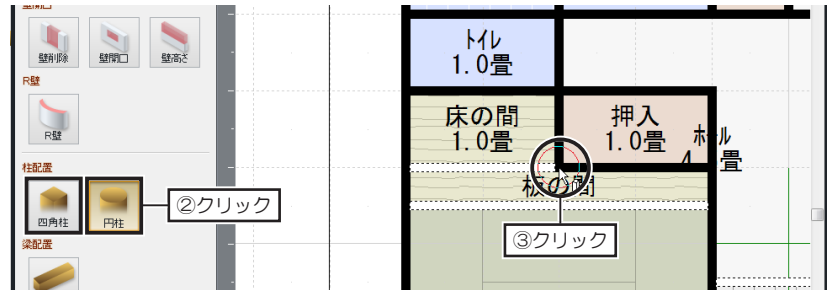 壁開口
壁削除
壁開口
壁高さ
R壁
R壁
柱配置
四角柱
円柱
②クリック
梁配置
トイレ
1.0畳
床の間
1.0畳
押入
1.0畳
ホール
4 畳
板の間
③クリック